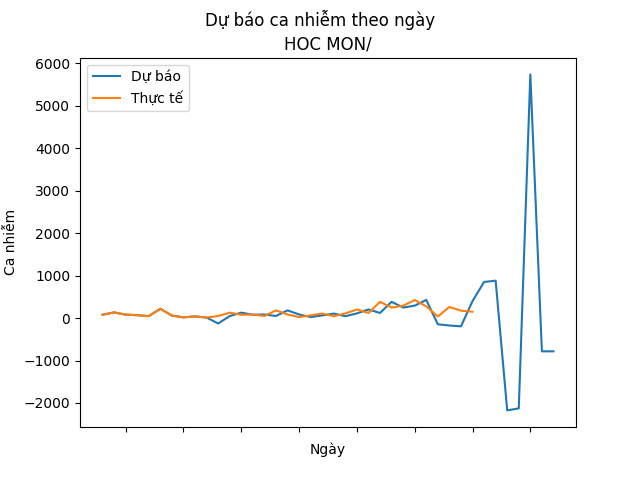 Dự báo ca nhiễm theo ngày
HOC MON/
Dự báo
Thực tế
6000
5000
4000
3000
2000
1000
0
−1000
−2000
Ca nhiễm
Ngày